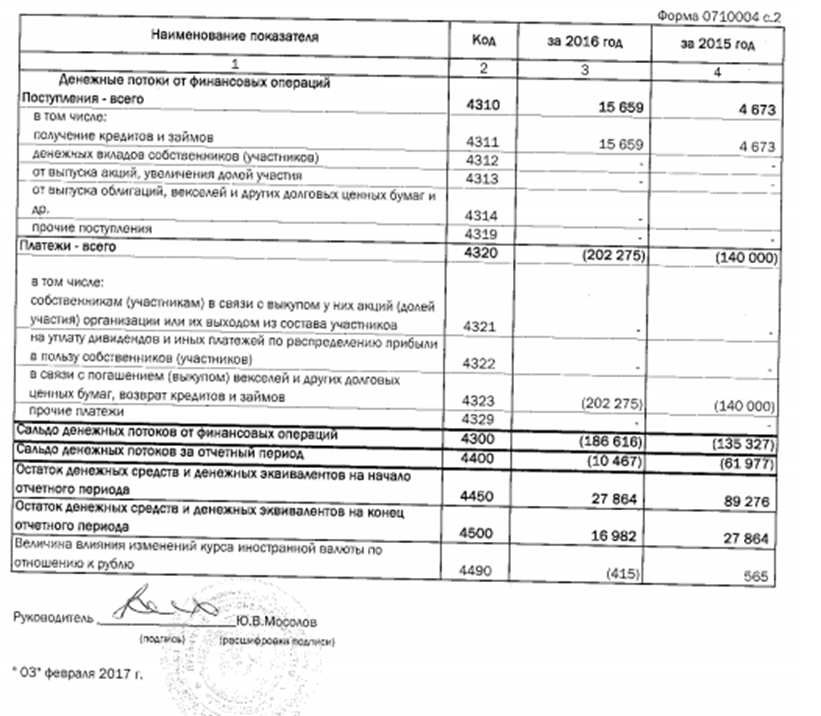 Форма 0710004 с.2
Наименование показателя Код за 2016 год за 2015 год
1 2 3 4
Денежные потоки от финансовых операций
Поступления - всего 4310 15 659 4 673
в том числе:
получение кредитов и займов 4311 15 659 4 673
денежных вкладов собственников (участников) 4312 - -
от выпуска акций, увеличения долей участия 4313 - -
от выпуска облигаций, векселей и других долговых ценных бумаг и
др. 4314 - -
прочие поступления 4319 - -
Платежи - всего 4320 (202 275) (140 000)
в том числе:
собственникам (участникам) в связи с выкупом у них акций (долей
участия) организации или их выходом из состава участников 4321 - -
на уплату дивидендов и иных платежей по распределению прибыли
в пользу собственников (участников) 4322 - -
в связи с погашением (выкупом) векселей и других долговых
ценных бумаг, возврат кредитов и займов 4323 (202 275) (140 000)
прочие платежи 4329 - -
Сальдо денежных потоков от финансовых операций 4300 (186 616) (135 327)
Сальдо денежных потоков за отчетный период 4400 (10 467) (61 977)
Остаток денежных средств и денежных эквивалентов на начало
отчетного периода 4450 27 864 89 276
Остаток денежных средств и денежных эквивалентов на конец
отчетного периода 4500 16 982 27 864
Величина влияния изменений курса иностранной валюты по
отношению к рублю 4490 (415) 565
Руководитель Ю.В.Мосолов
(подпись) (расшифровка подписи)
" 03" февраля 2017 г.